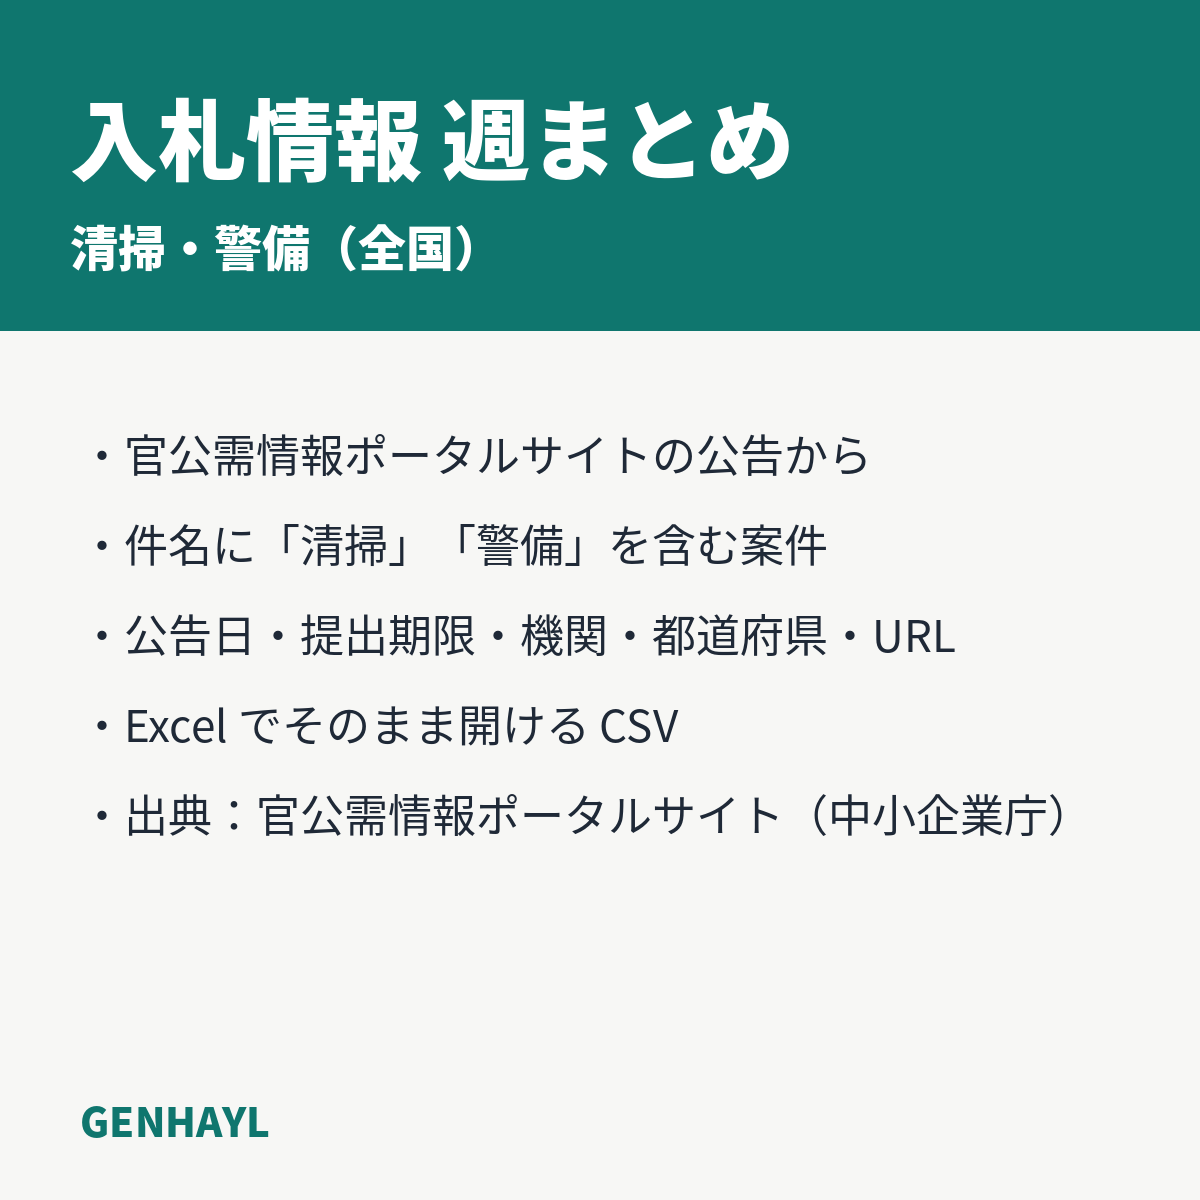 入札情報 週まとめ
清掃・警備（全国）
・官公需情報ポータルサイトの公告から
・件名に「清掃」「警備」を含む案件
・公告日・提出期限・機関・都道府県・URL
・Excel でそのまま開ける CSV
・出典：官公需情報ポータルサイト（中小企業庁）
GENHAYL